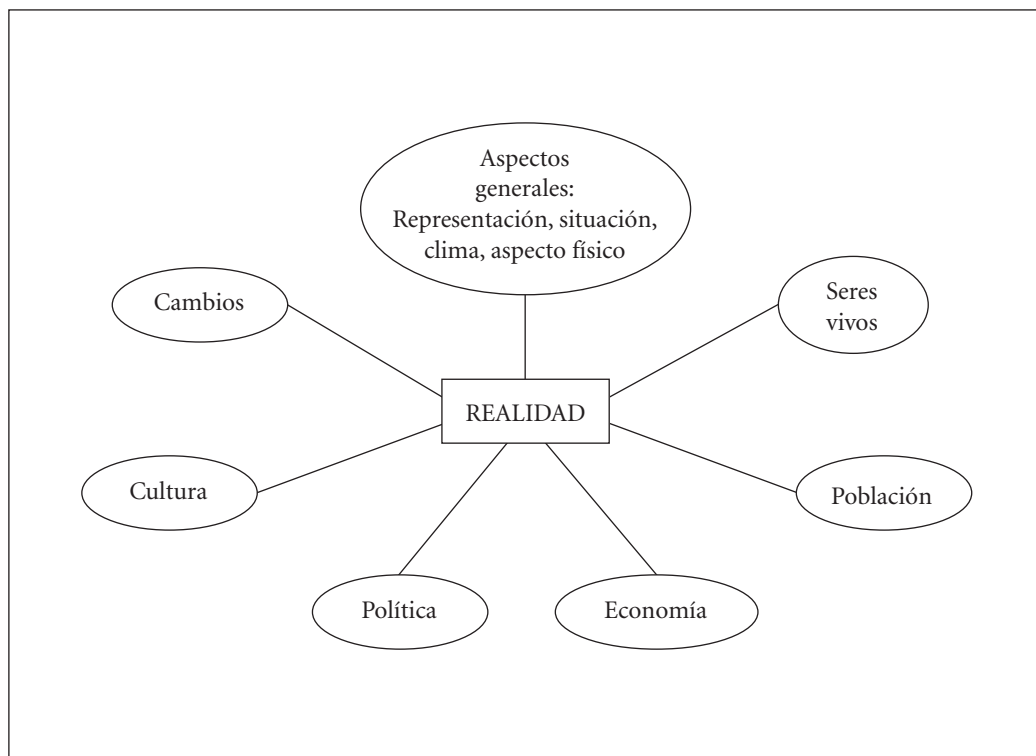 Aspectos
generales:
Representación, situación,
clima, aspecto físico
Cambios
Seres
vivos
REALIDAD
Cultura
Población
Política
Economía